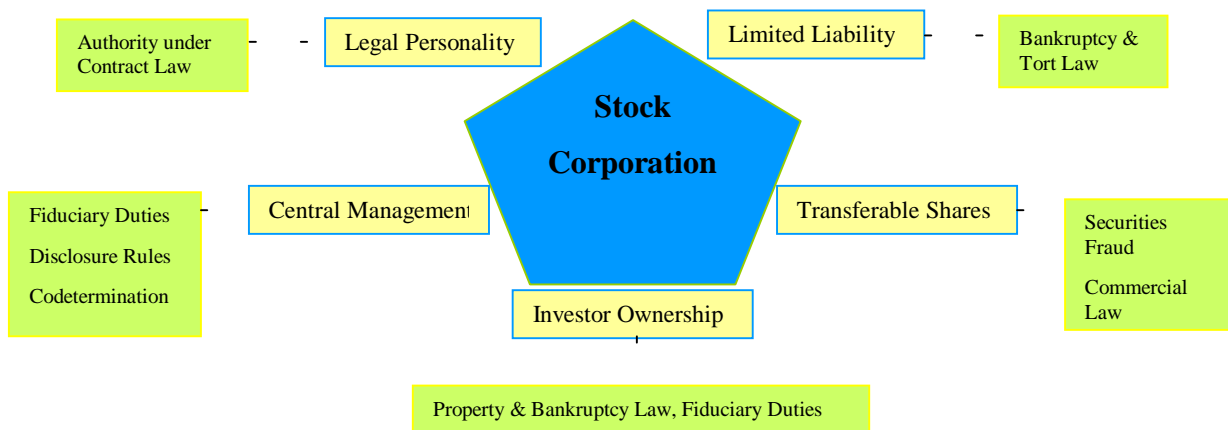 Authority under
Contract Law
Legal Personality
Limited Liability
Bankruptcy &
Tort Law
Stock
Corporation
Fiduciary Duties
Disclosure Rules
Codetermination
Central Management
Transferable Shares
Securities
Fraud
Commercial
Law
Investor Ownership
Property & Bankruptcy Law, Fiduciary Duties